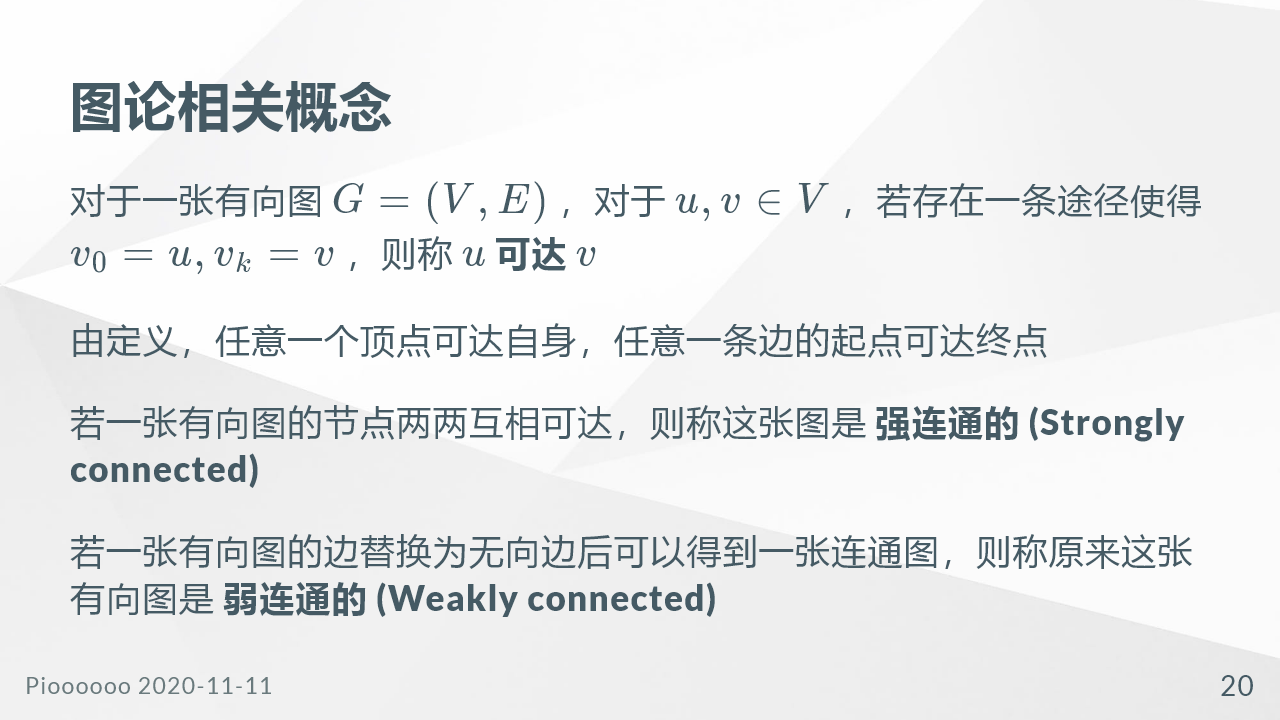 图论相关概念
对于一张有向图 G = (V, E) ，对于 u, v ∈ V ，若存在一条途径使得
v₀ = u, vₖ = v ，则称 u 可达 v
由定义，任意一个顶点可达自身，任意一条边的起点可达终点
若一张有向图的节点两两互相可达，则称这张图是 强连通的 (Strongly
connected)
若一张有向图的边替换为无向边后可以得到一张连通图，则称原来这张
有向图是 弱连通的 (Weakly connected)
Pioooooo 2020-11-11
20